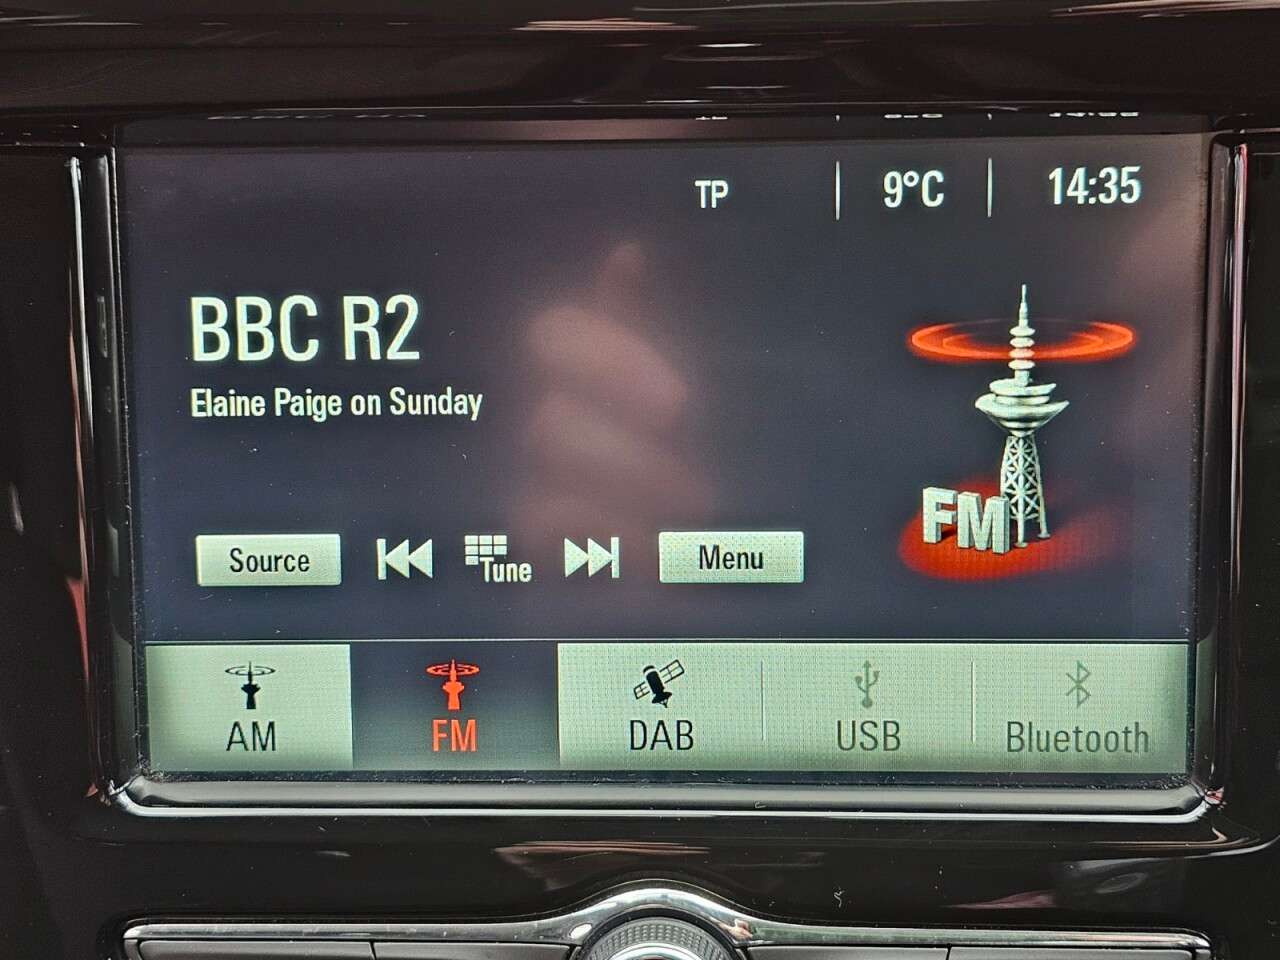 TP 9°C 14:35
BBC R2
Elaine Paige on Sunday
FM
Source Tune Menu
AM FM DAB USB Bluetooth